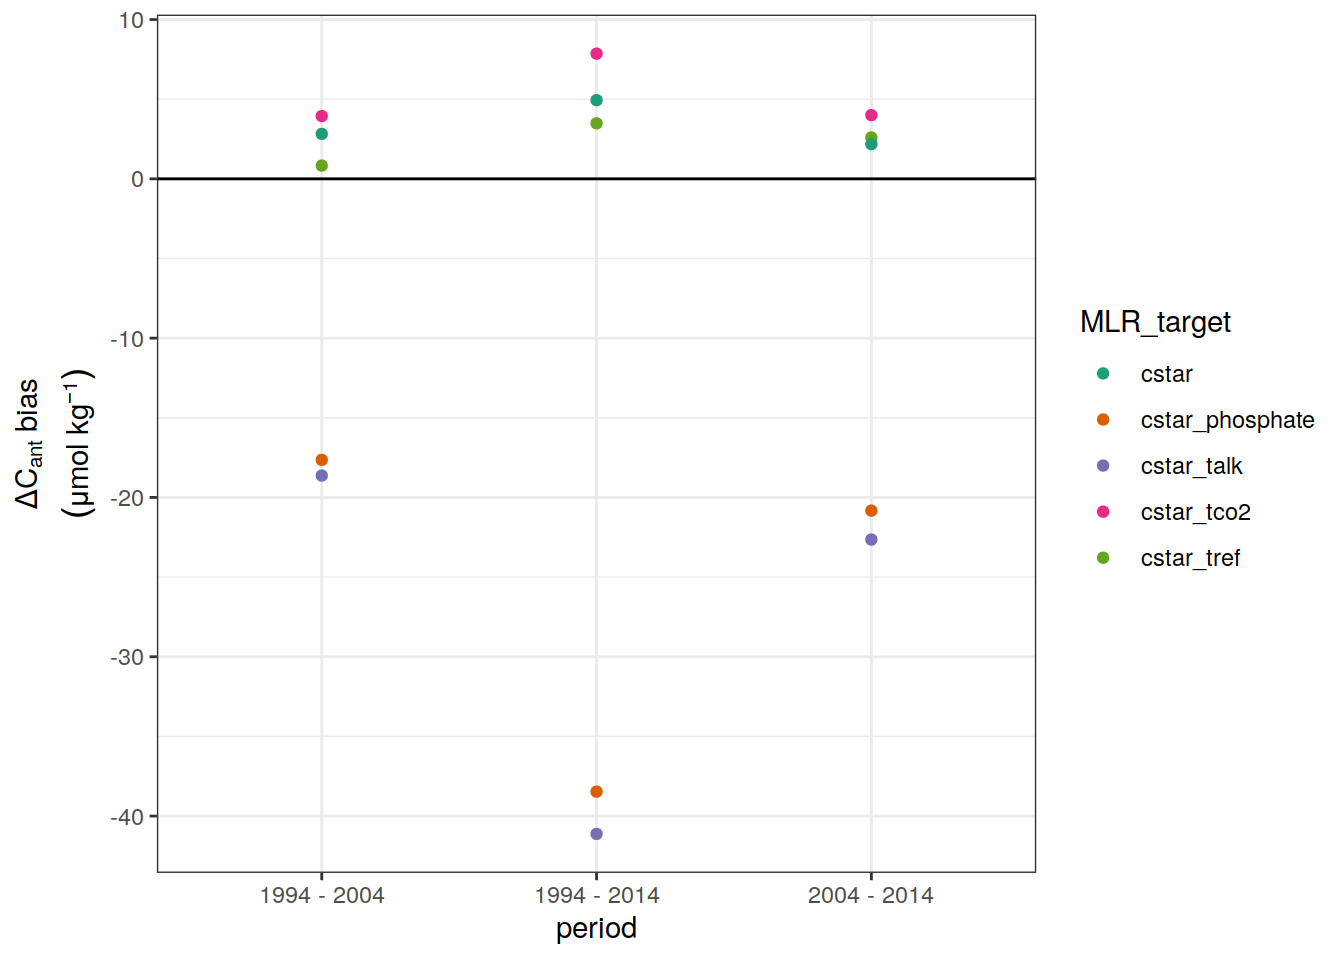 10
0
-10
-20
-30
-40
ΔCant bias
(μmol kg⁻¹)
1994 - 2004
1994 - 2014
2004 - 2014
period
MLR_target
cstar
cstar_phosphate
cstar_talk
cstar_tco2
cstar_tref